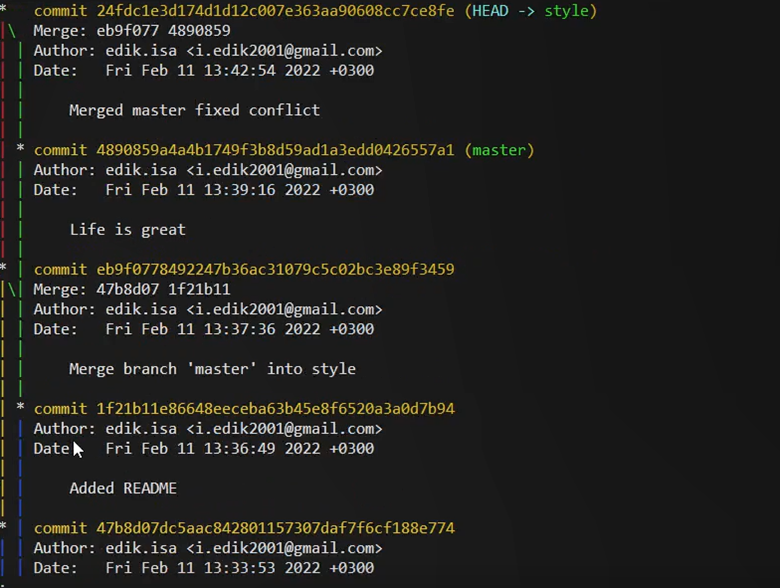 * commit 24fdc1e3d174d1d12c007e363aa90608cc7ce8fe (HEAD -> style)
|\ Merge: eb9f077 4890859
| | Author: edik.isa <i.edik2001@gmail.com>
| | Date:   Fri Feb 11 13:42:54 2022 +0300
| |
| |     Merged master fixed conflict
| |
| * commit 4890859a4a4b1749f3b8d59ad1a3edd0426557a1 (master)
| | Author: edik.isa <i.edik2001@gmail.com>
| | Date:   Fri Feb 11 13:39:16 2022 +0300
| |
| |     Life is great
| |
* | commit eb9f0778492247b36ac31079c5c02bc3e89f3459
|\| Merge: 47b8d07 1f21b11
| | Author: edik.isa <i.edik2001@gmail.com>
| | Date:   Fri Feb 11 13:37:36 2022 +0300
| |
| |     Merge branch 'master' into style
| |
| * commit 1f21b11e86648eeceba63b45e8f6520a3a0d7b94
| | Author: edik.isa <i.edik2001@gmail.com>
| | Date    Fri Feb 11 13:36:49 2022 +0300
| |
| |     Added README
| |
* | commit 47b8d07dc5aac842801157307daf7f6cf188e774
| | Author: edik.isa <i.edik2001@gmail.com>
| | Date:   Fri Feb 11 13:33:53 2022 +0300